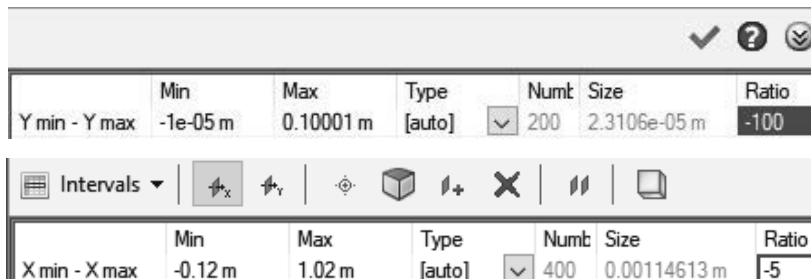 Min Max Type Numb Size Ratio
Y min - Y max -1e-05 m 0.10001 m [auto] 200 2.3106e-05 m -100
Intervals
Min Max Type Numb Size Ratio
X min - X max -0.12 m 1.02 m [auto] 400 0.00114613 m -5